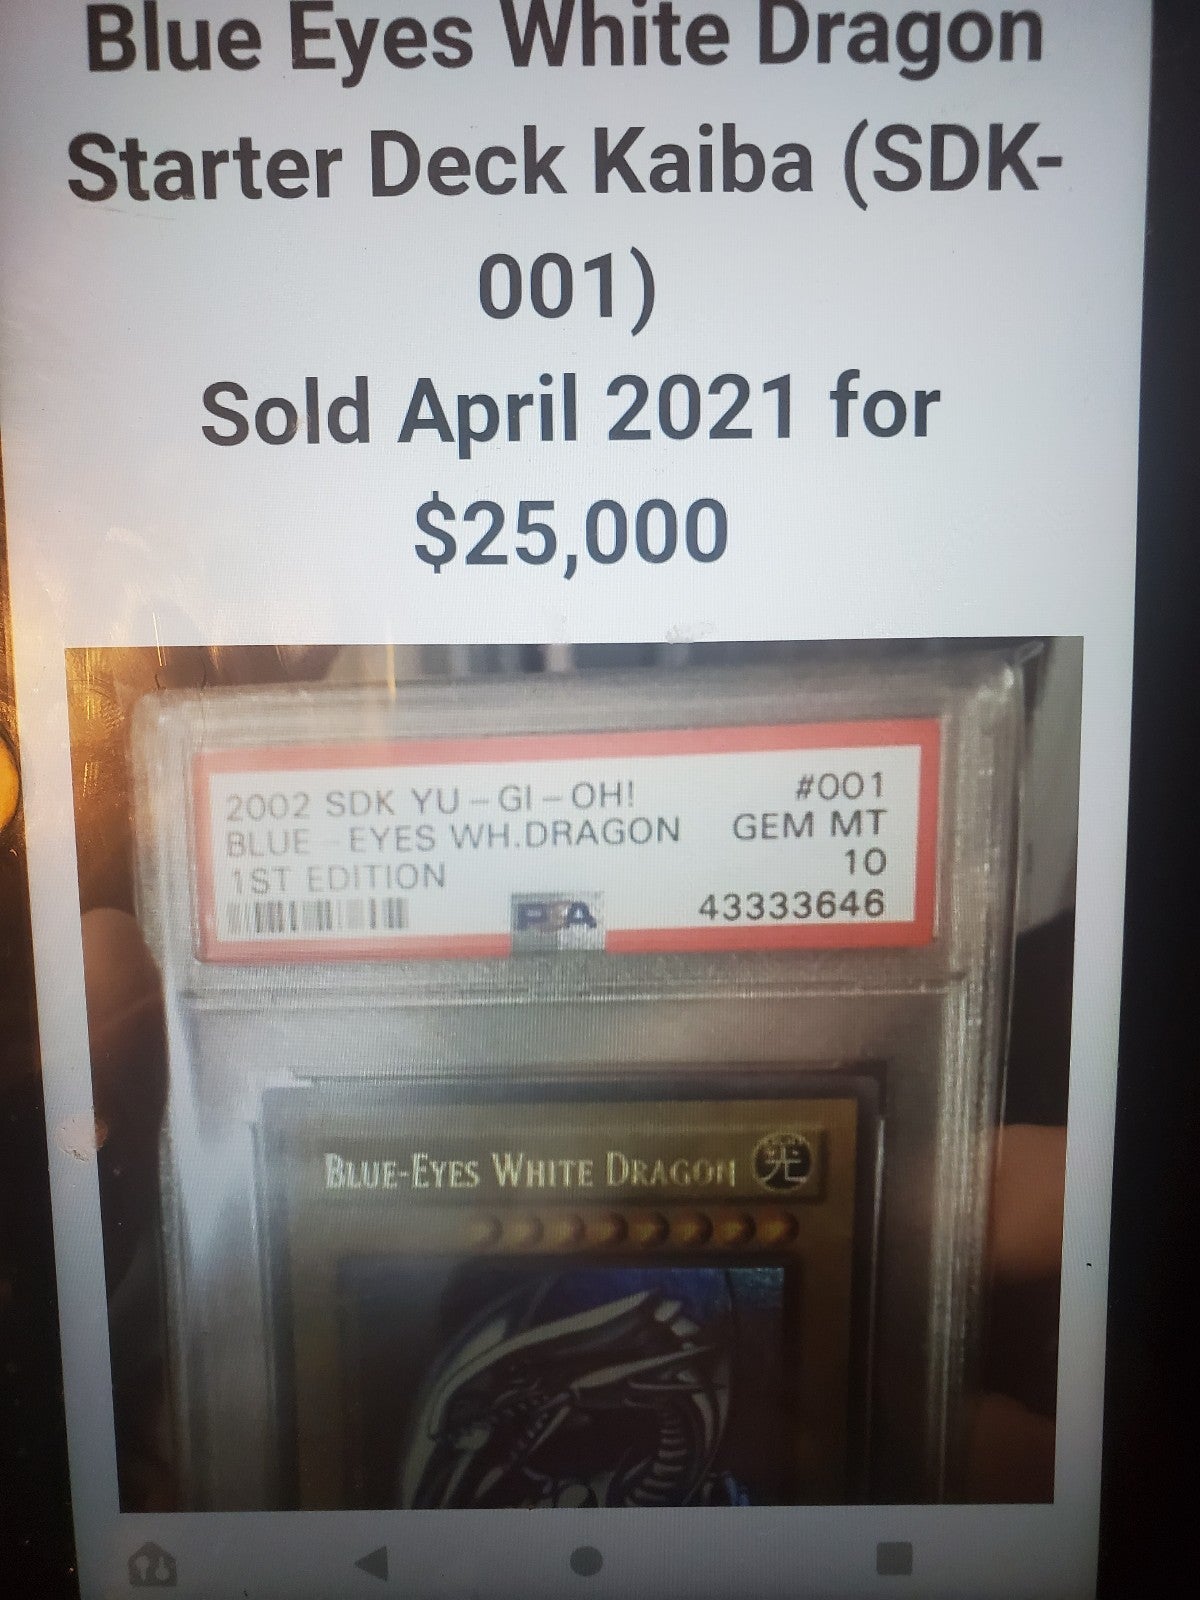 Blue Eyes White Dragon
Starter Deck Kaiba (SDK-
001)
Sold April 2021 for
$25,000
2002 SDK YU-GI-OH! #001
BLUE-EYES WH.DRAGON GEM MT
1ST EDITION 10
PSA 43333646
BLUE-EYES WHITE DRAGON 光